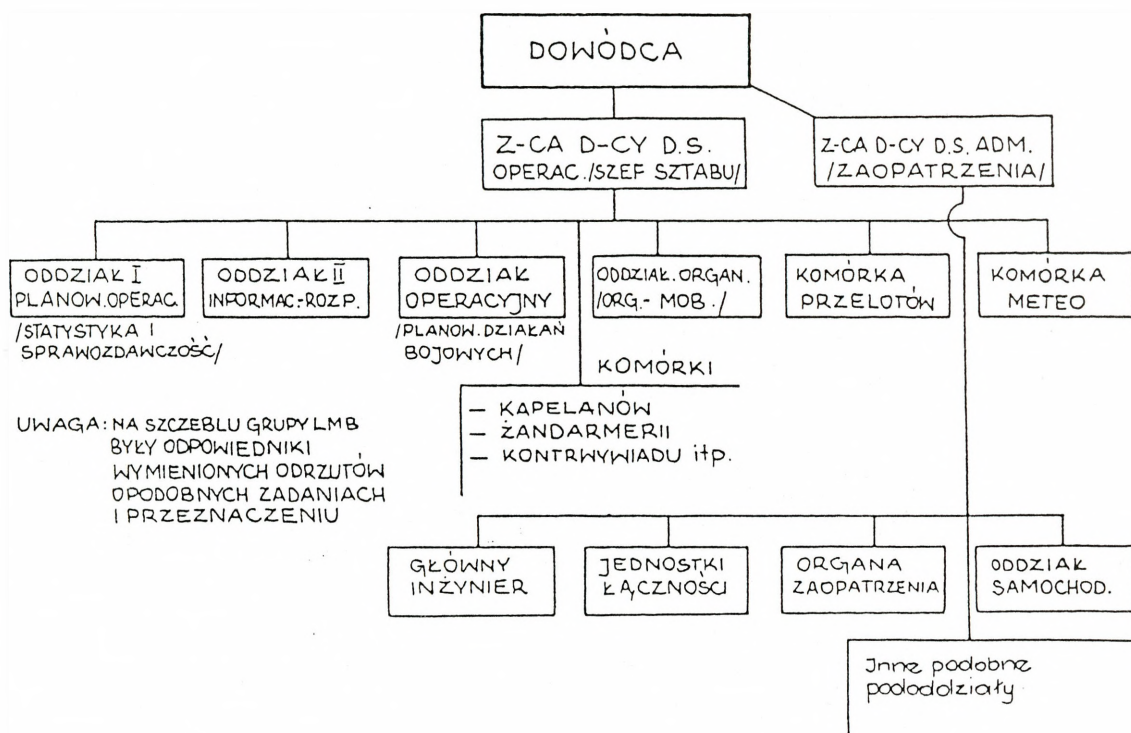 DOWÓDCA
Z-CA D-CY D.S.
OPERAC./SZEF SZTABU/
Z-CA D-CY D.S. ADM.
/ZAOPATRZENIA/
ODDZIAŁ I
PLANOW. OPERAC.
/STATYSTYKA I
SPRAWOZDAWCZOŚĆ/
ODDZIAŁ II
INFORMAC.-ROZP.
ODDZIAŁ
OPERACYJNY
/PLANOW. DZIAŁAŃ
BOJOWYCH/
ODDZIAŁ. ORGAN.
/ORG.- MOB./
KOMÓRKA
PRZELOTÓW
KOMÓRKA
METEO
KOMÓRKI
– KAPELANÓW
– ŻANDARMERII
– KONTRWYWIADU itp.
UWAGA: NA SZCZEBLU GRUPY LMB
BYŁY ODPOWIEDNIKI
WYMIENIONYCH ODRZUTÓW
O PODOBNYCH ZADANIACH
I PRZEZNACZENIU
GŁÓWNY
INŻYNIER
JEDNOSTKI
ŁĄCZNOŚCI
ORGANA
ZAOPATRZENIA
ODDZIAŁ
SAMOCHOD.
Inne podobne
pododdziały